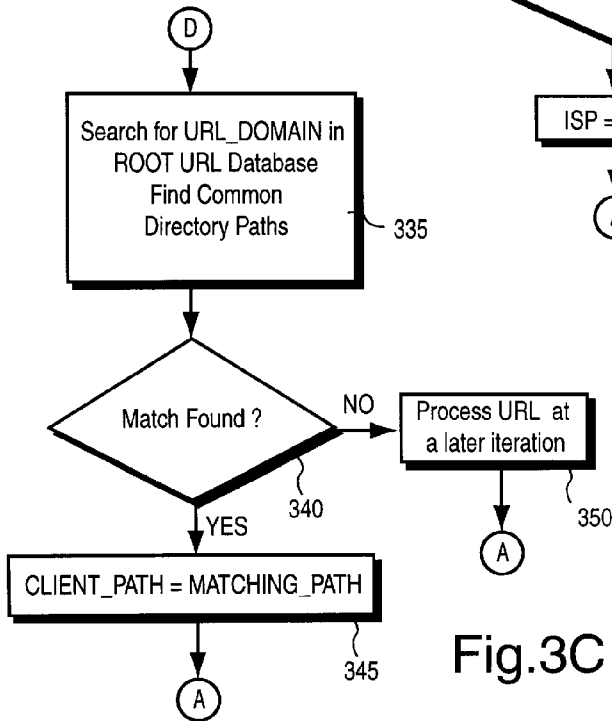 D
Search for URL_DOMAIN in
ROOT URL Database
Find Common
Directory Paths
335
ISP =
Match Found ?
NO
Process URL at
a later iteration
340
350
YES
A
CLIENT_PATH = MATCHING_PATH
345
A
Fig.3C